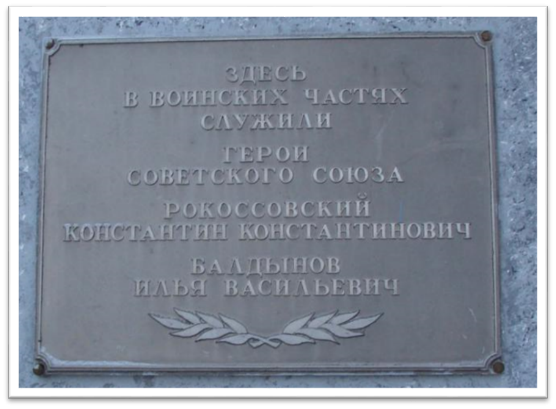 ЗДЕСЬ
В ВОИНСКИХ ЧАСТЯХ
СЛУЖИЛИ
ГЕРОИ
СОВЕТСКОГО СОЮЗА
РОКОССОВСКИЙ
КОНСТАНТИН КОНСТАНТИНОВИЧ
БАЛДЫНОВ
ИЛЬЯ ВАСИЛЬЕВИЧ